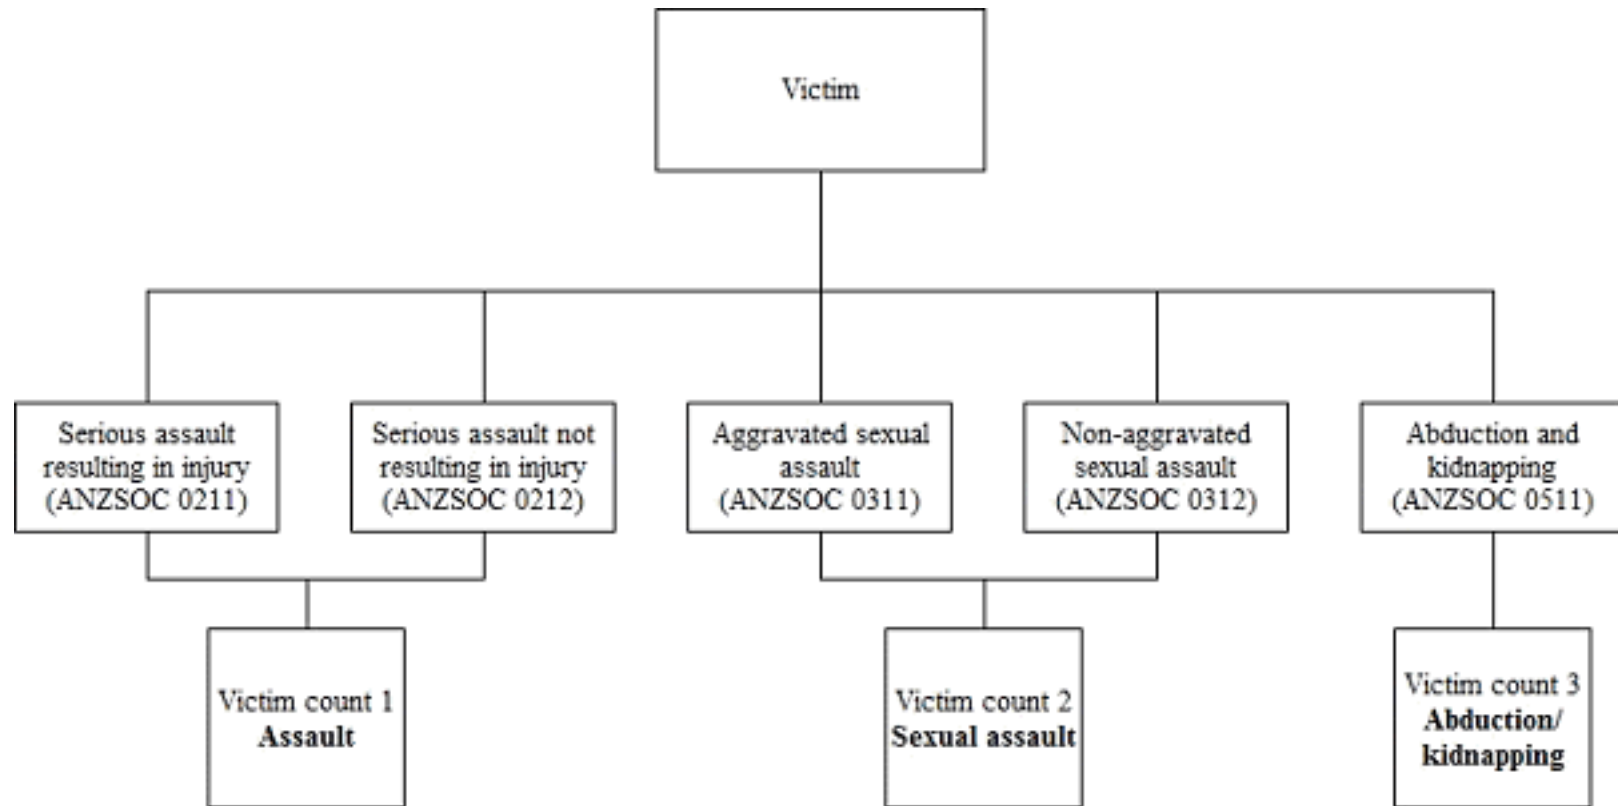 Victim
Serious assault
resulting in injury
(ANZSOC 0211)
Serious assault not
resulting in injury
(ANZSOC 0212)
Aggravated sexual
assault
(ANZSOC 0311)
Non-aggravated
sexual assault
(ANZSOC 0312)
Abduction and
kidnapping
(ANZSOC 0511)
Victim count 1
Assault
Victim count 2
Sexual assault
Victim count 3
Abduction/
kidnapping